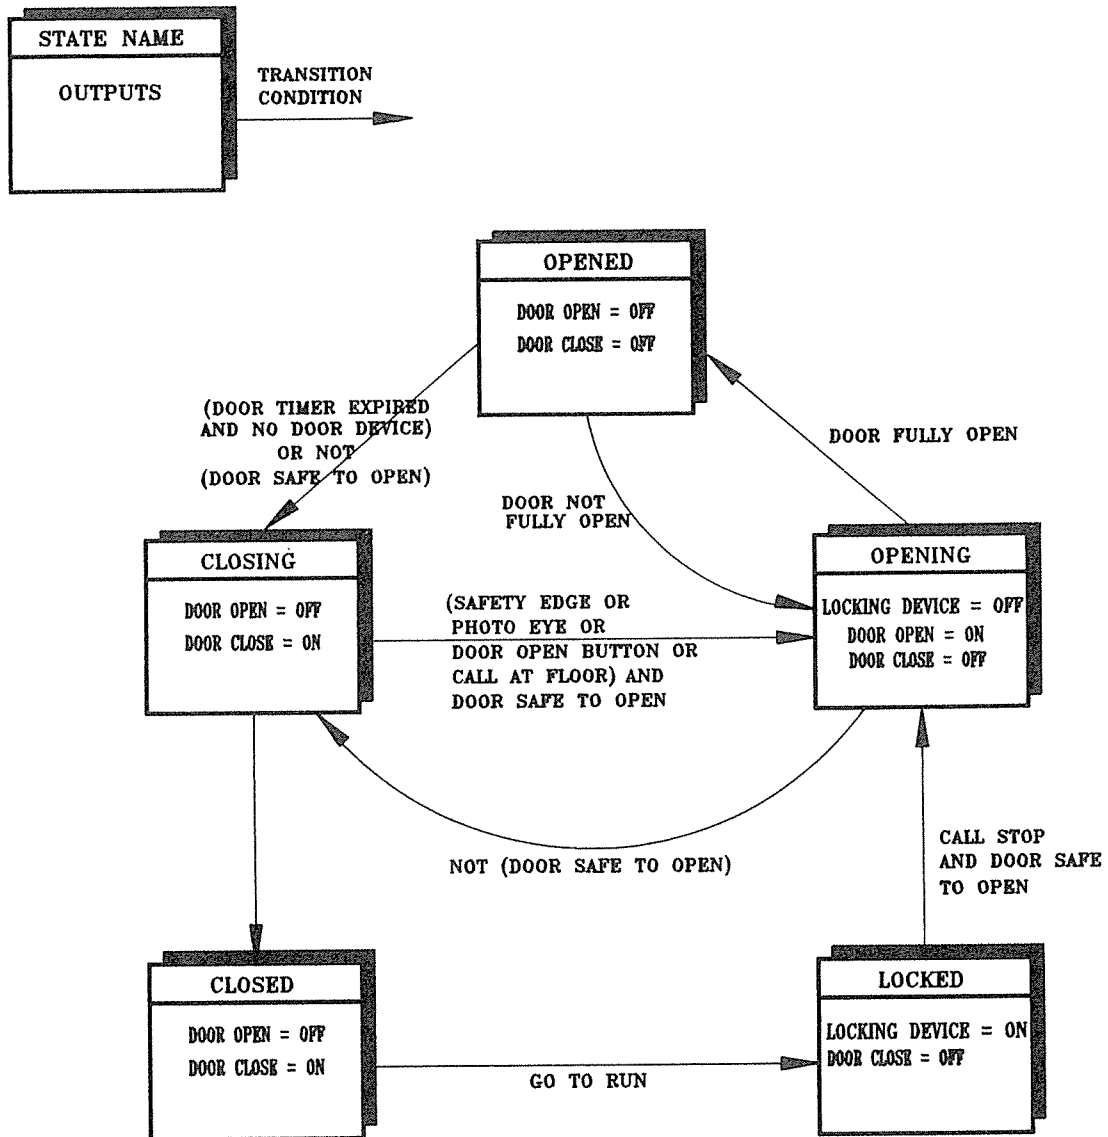 STATE NAME
OUTPUTS
TRANSITION
CONDITION
OPENED
DOOR OPEN = OFF
DOOR CLOSE = OFF
(DOOR TIMER EXPIRED
AND NO DOOR DEVICE)
OR NOT
(DOOR SAFE TO OPEN)
DOOR NOT
FULLY OPEN
DOOR FULLY OPEN
CLOSING
DOOR OPEN = OFF
DOOR CLOSE = ON
(SAFETY EDGE OR
PHOTO EYE OR
DOOR OPEN BUTTON OR
CALL AT FLOOR) AND
DOOR SAFE TO OPEN
OPENING
LOCKING DEVICE = OFF
DOOR OPEN = ON
DOOR CLOSE = OFF
NOT (DOOR SAFE TO OPEN)
CALL STOP
AND DOOR SAFE
TO OPEN
CLOSED
DOOR OPEN = OFF
DOOR CLOSE = ON
GO TO RUN
LOCKED
LOCKING DEVICE = ON
DOOR CLOSE = OFF